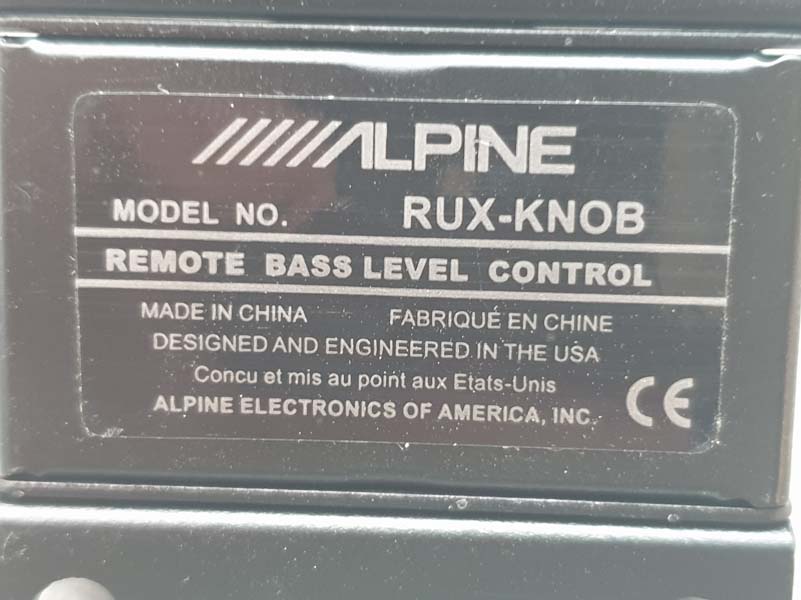 ALPINE
MODEL NO. RUX-KNOB
REMOTE BASS LEVEL CONTROL
MADE IN CHINA FABRIQUÉ EN CHINE
DESIGNED AND ENGINEERED IN THE USA
Concu et mis au point aux Etats-Unis
ALPINE ELECTRONICS OF AMERICA, INC.
CE